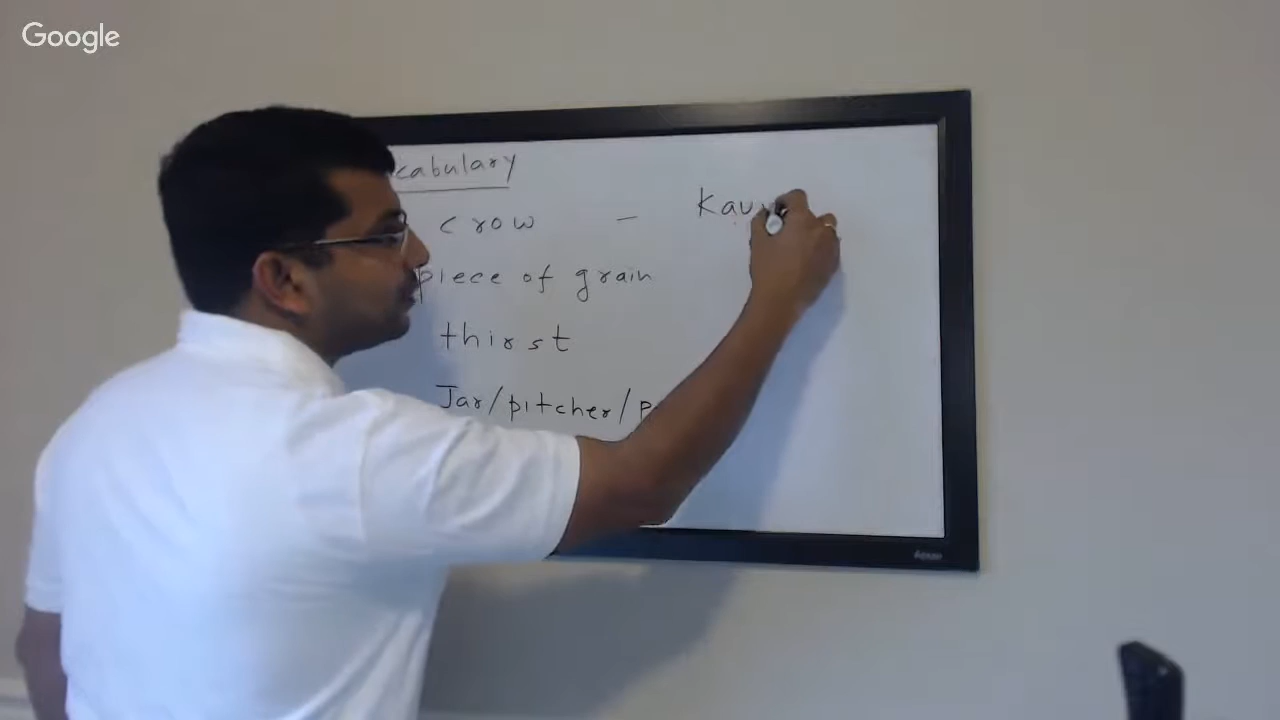 Google
cabulary
crow - Kau
piece of grain
thirst
Jar/pitcher/